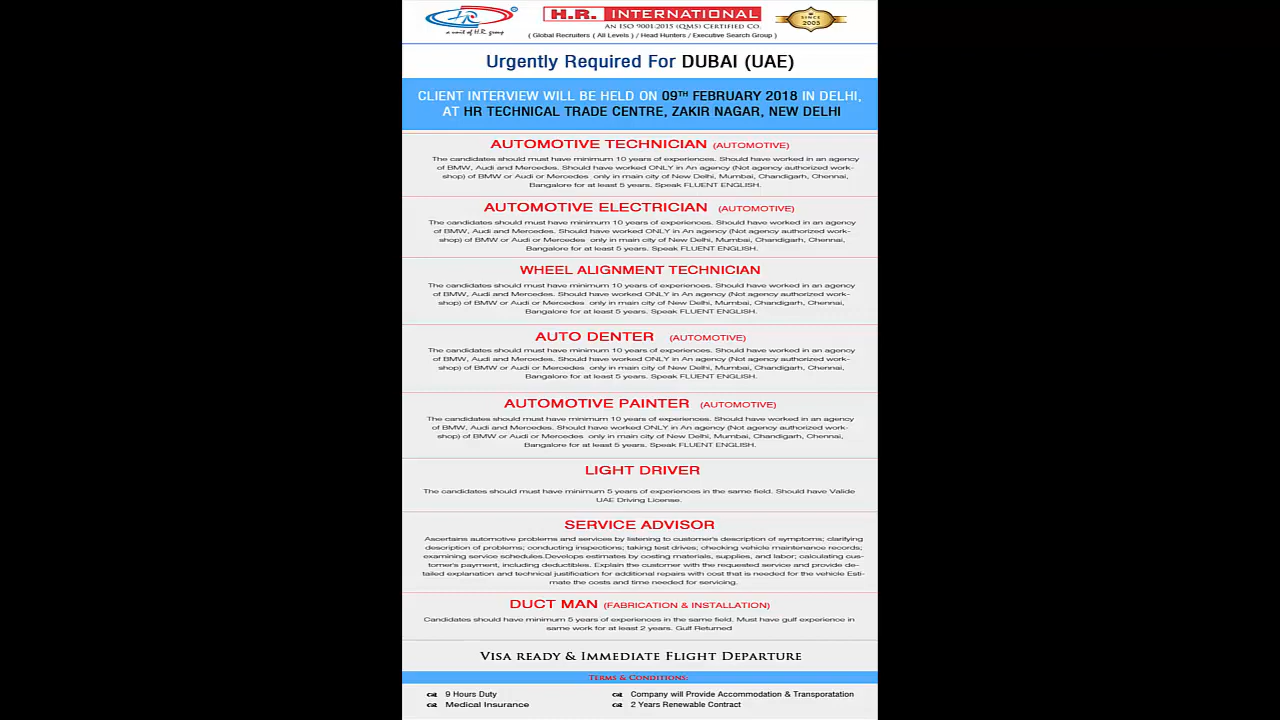 HR
a unit of H.R. group
H.R. INTERNATIONAL
AN ISO 9001:2015 (QMS) CERTIFIED CO.
( Global Recruiters ( All Levels ) / Head Hunters / Executive Search Group )
SINCE
2003
Urgently Required For DUBAI (UAE)
CLIENT INTERVIEW WILL BE HELD ON 09TH FEBRUARY 2018 IN DELHI,
AT HR TECHNICAL TRADE CENTRE, ZAKIR NAGAR, NEW DELHI
AUTOMOTIVE TECHNICIAN (AUTOMOTIVE)
The candidates should must have minimum 10 years of experiences. Should have worked in an agency
of BMW, Audi and Mercedes. Should have worked ONLY in An agency (Not agency authorized work-
shop) of BMW or Audi or Mercedes only in main city of New Delhi, Mumbai, Chandigarh, Chennai,
Bangalore for at least 5 years. Speak FLUENT ENGLISH.
AUTOMOTIVE ELECTRICIAN (AUTOMOTIVE)
The candidates should must have minimum 10 years of experiences. Should have worked in an agency
of BMW, Audi and Mercedes. Should have worked ONLY in An agency (Not agency authorized work-
shop) of BMW or Audi or Mercedes only in main city of New Delhi, Mumbai, Chandigarh, Chennai,
Bangalore for at least 5 years. Speak FLUENT ENGLISH.
WHEEL ALIGNMENT TECHNICIAN
The candidates should must have minimum 10 years of experiences. Should have worked in an agency
of BMW, Audi and Mercedes. Should have worked ONLY in An agency (Not agency authorized work-
shop) of BMW or Audi or Mercedes only in main city of New Delhi, Mumbai, Chandigarh, Chennai,
Bangalore for at least 5 years. Speak FLUENT ENGLISH.
AUTO DENTER (AUTOMOTIVE)
The candidates should must have minimum 10 years of experiences. Should have worked in an agency
of BMW, Audi and Mercedes. Should have worked ONLY in An agency (Not agency authorized work-
shop) of BMW or Audi or Mercedes only in main city of New Delhi, Mumbai, Chandigarh, Chennai,
Bangalore for at least 5 years. Speak FLUENT ENGLISH.
AUTOMOTIVE PAINTER (AUTOMOTIVE)
The candidates should must have minimum 10 years of experiences. Should have worked in an agency
of BMW, Audi and Mercedes. Should have worked ONLY in An agency (Not agency authorized work-
shop) of BMW or Audi or Mercedes only in main city of New Delhi, Mumbai, Chandigarh, Chennai,
Bangalore for at least 5 years. Speak FLUENT ENGLISH.
LIGHT DRIVER
The candidates should must have minimum 5 years of experiences in the same field. Should have Valide
UAE Driving License.
SERVICE ADVISOR
Ascertains automotive problems and services by listening to customer's description of symptoms; clarifying
description of problems; conducting inspections; taking test drives; checking vehicle maintenance records;
examining service schedules.Develops estimates by costing materials, supplies, and labor; calculating cus-
tomer's payment, including deductibles. Explain the customer with the requested service and provide de-
tailed explanation and technical justification for additional repairs with cost that is needed for the vehicle Esti-
mate the costs and time needed for servicing.
DUCT MAN (FABRICATION & INSTALLATION)
Candidates should have minimum 5 years of experiences in the same field. Must have gulf experience in
same work for at least 2 years. Gulf Returned
VISA READY & IMMEDIATE FLIGHT DEPARTURE
TERMS & CONDITIONS:
9 Hours Duty
Medical Insurance
Company will Provide Accommodation & Transporatation
2 Years Renewable Contract